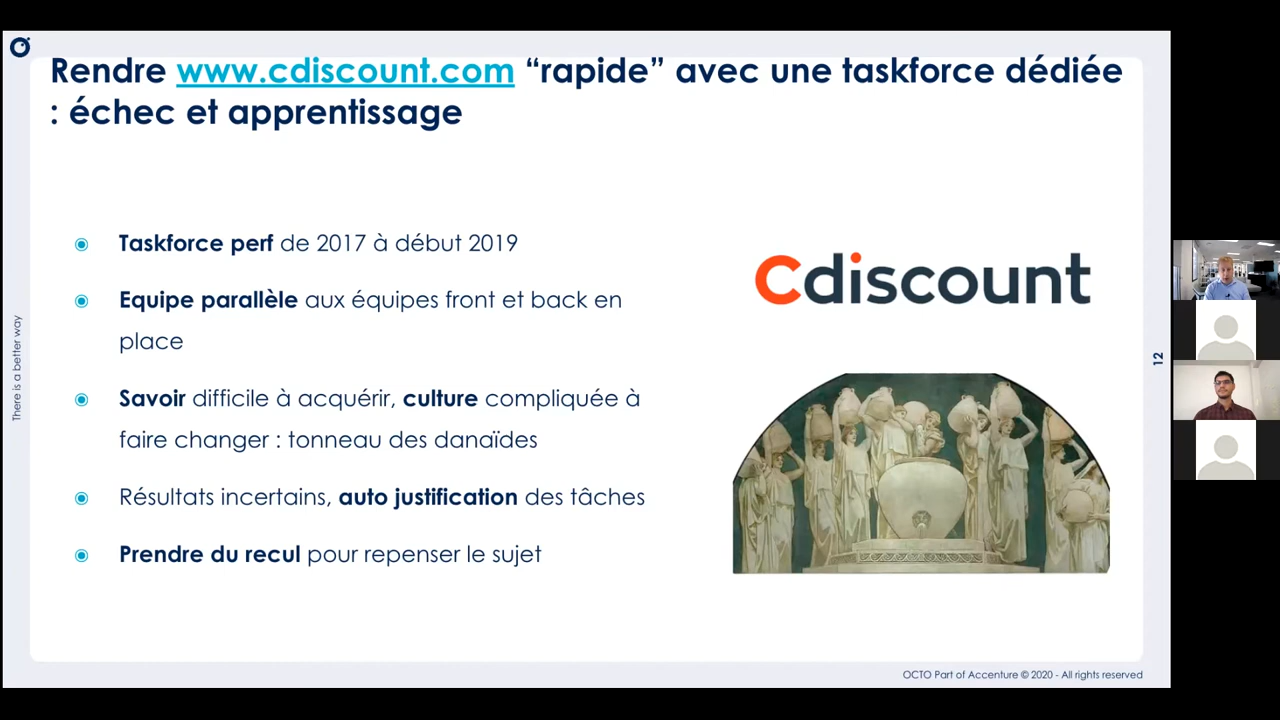 Rendre www.cdiscount.com “rapide” avec une taskforce dédiée
: échec et apprentissage
Taskforce perf de 2017 à début 2019
Equipe parallèle aux équipes front et back en
place
Savoir difficile à acquérir, culture compliquée à
faire changer : tonneau des danaïdes
Résultats incertains, auto justification des tâches
Prendre du recul pour repenser le sujet
Cdiscount
There is a better way
12
OCTO Part of Accenture © 2020 - All rights reserved